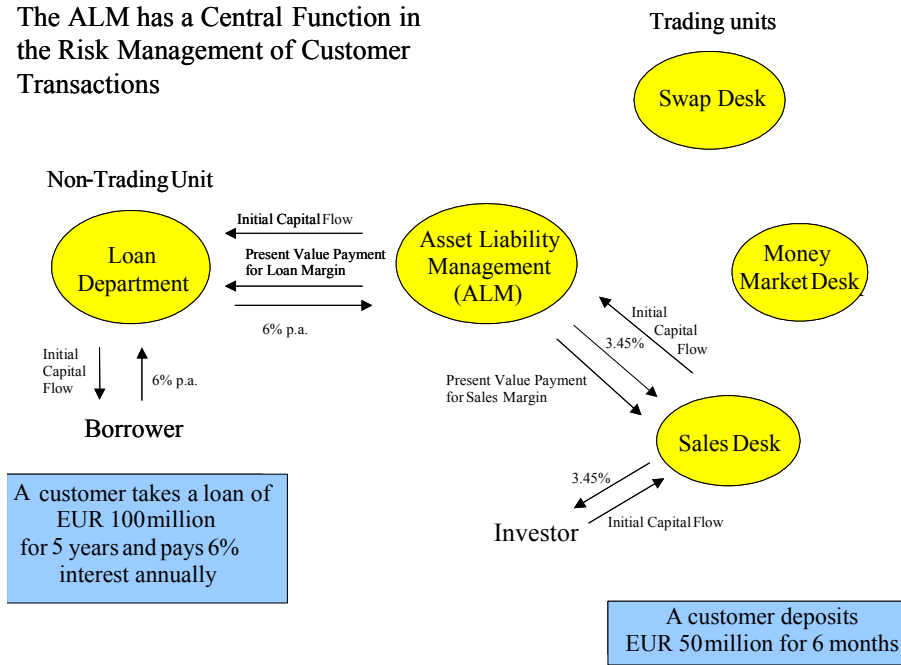 The ALM has a Central Function in
the Risk Management of Customer
Transactions
Trading units
Swap Desk
Non-Trading Unit
Loan
Department
Initial Capital Flow
Present Value Payment
for Loan Margin
6% p.a.
Asset Liability
Management
(ALM)
Money
Market Desk
Initial
Capital
Flow
3.45%
Present Value Payment
for Sales Margin
Initial
Capital
Flow
6% p.a.
Borrower
Sales Desk
3.45%
Investor
Initial Capital Flow
A customer takes a loan of
EUR 100 million
for 5 years and pays 6%
interest annually
A customer deposits
EUR 50 million for 6 months